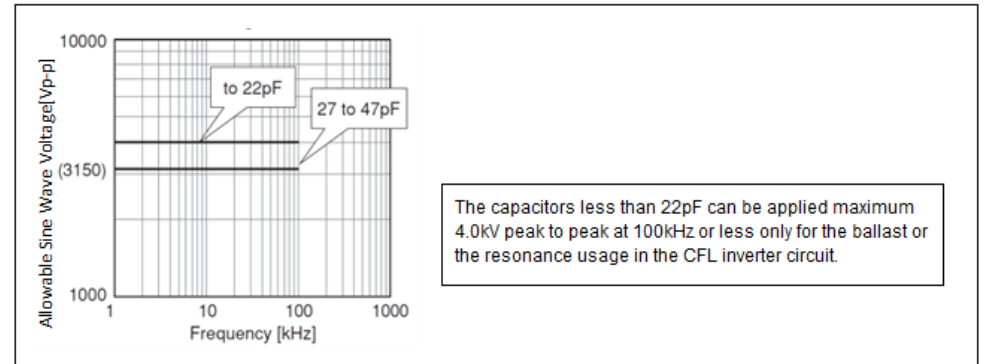 10000
to 22pF
27 to 47pF
(3150)
1000
Allowable Sine Wave Voltage[Vp-p]
1 10 100 1000
Frequency [kHz]
The capacitors less than 22pF can be applied maximum
4.0kV peak to peak at 100kHz or less only for the ballast or
the resonance usage in the CFL inverter circuit.